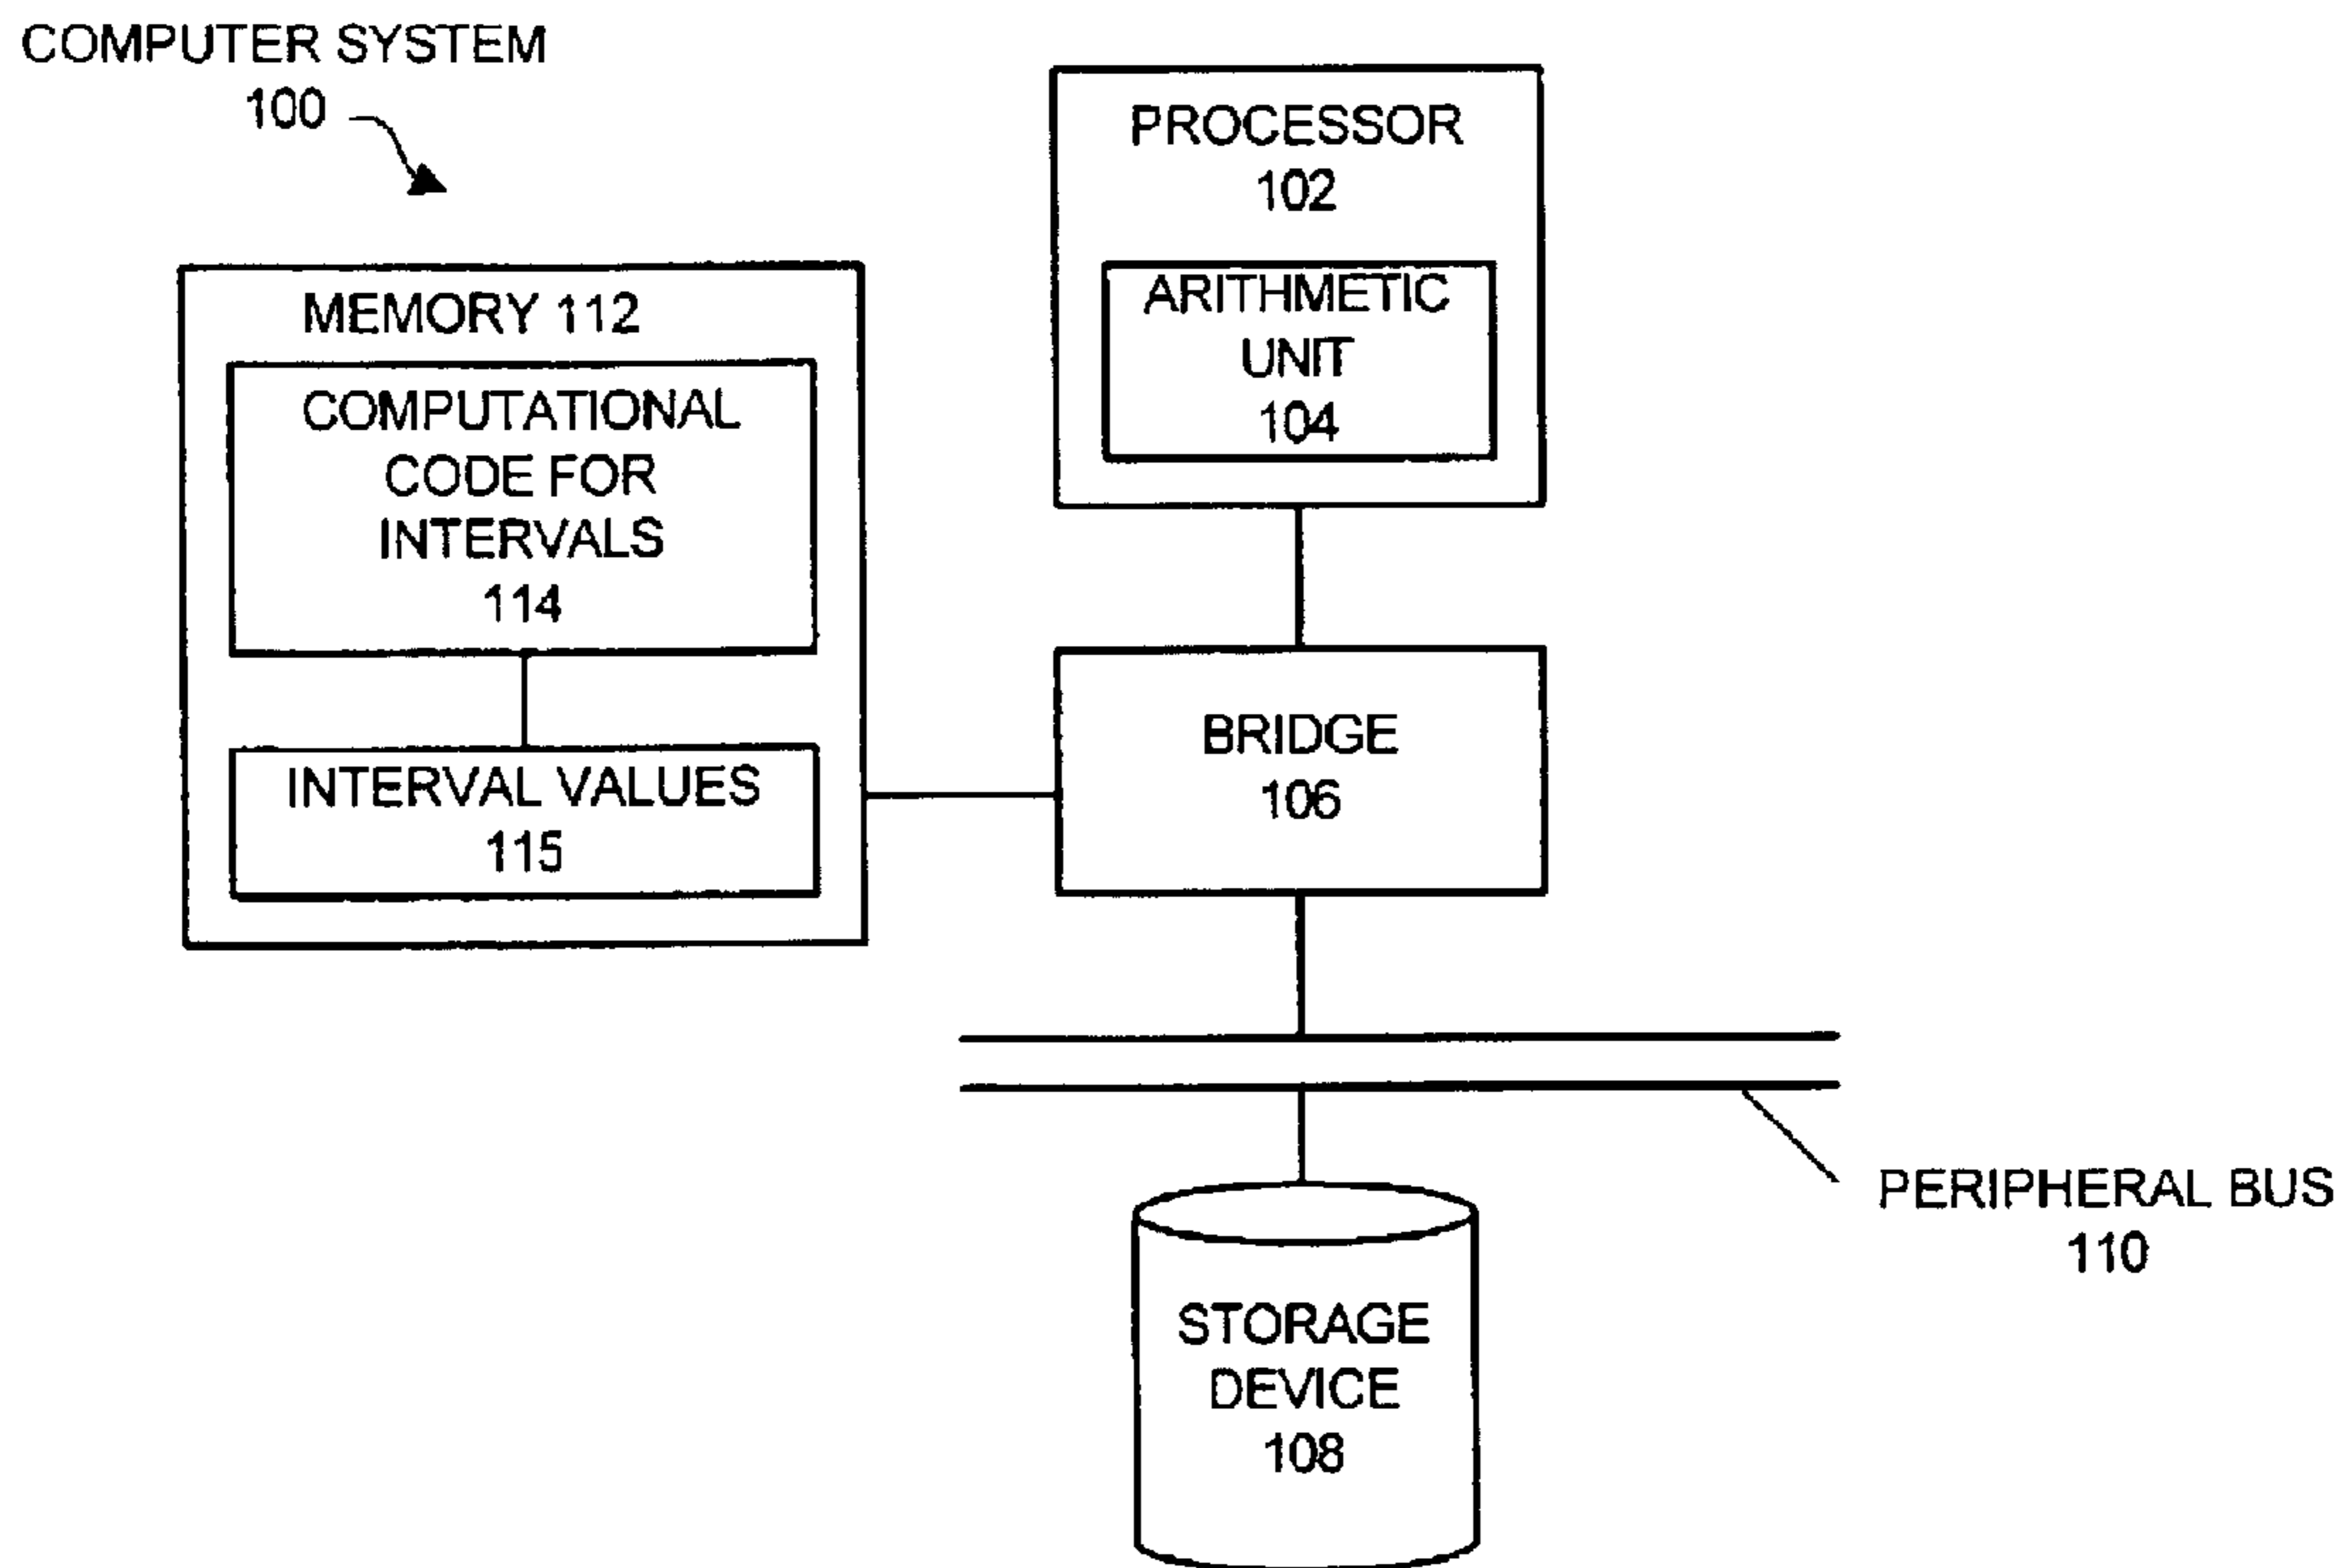 COMPUTER SYSTEM
100
PROCESSOR
102
ARITHMETIC
UNIT
104
MEMORY 112
COMPUTATIONAL
CODE FOR
INTERVALS
114
INTERVAL VALUES
115
BRIDGE
106
PERIPHERAL BUS
110
STORAGE
DEVICE
108